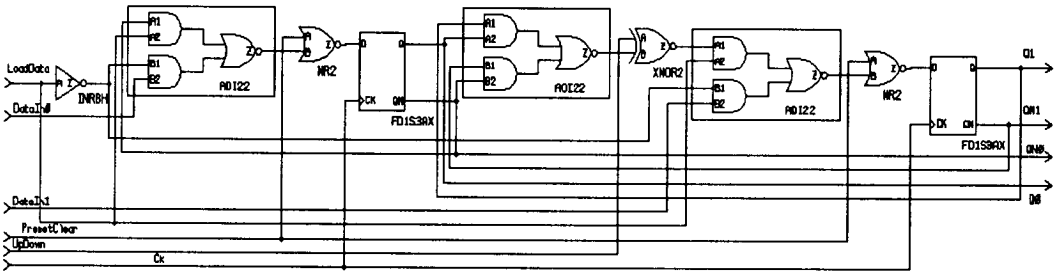 A1
A2
B1
B2
Z
AOI22
A
B
Z
NR2
D
Q
CK
QN
FD1S3AX
A1
A2
B1
B2
Z
AOI22
A
B
Z
XNOR2
A1
A2
B1
B2
Z
AOI22
A
B
Z
NR2
D
Q
CK
QN
FD1S3AX
LoadData
A Z
INRBH
DataIn0
DataIn1
PresetClear
UpDown
Ck
Q1
QN1
QN0
Q0